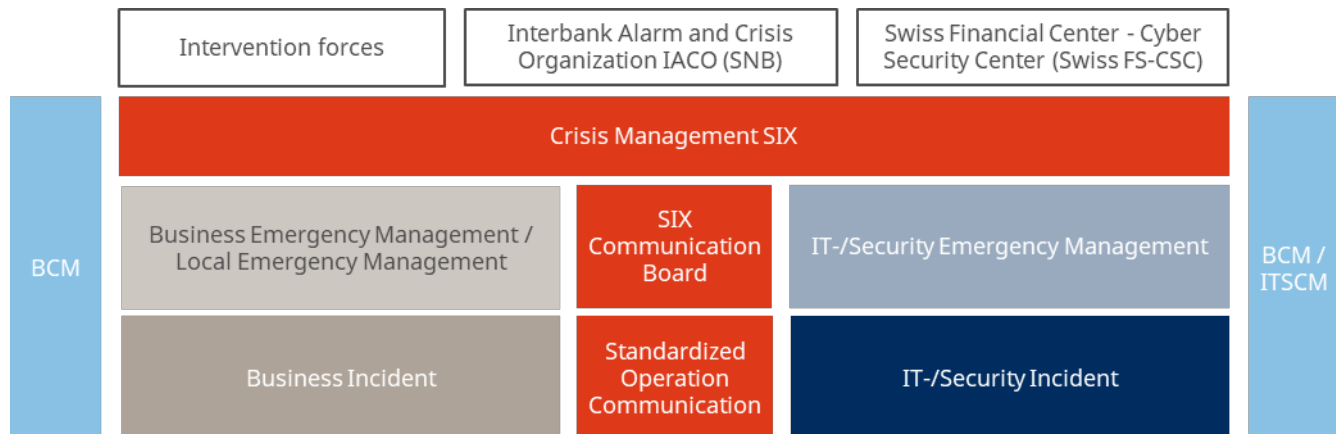 Intervention forces
Interbank Alarm and Crisis
Organization IACO (SNB)
Swiss Financial Center - Cyber
Security Center (Swiss FS-CSC)
Crisis Management SIX
BCM
Business Emergency Management /
Local Emergency Management
SIX
Communication
Board
IT-/Security Emergency Management
BCM /
ITSCM
Business Incident
Standardized
Operation
Communication
IT-/Security Incident